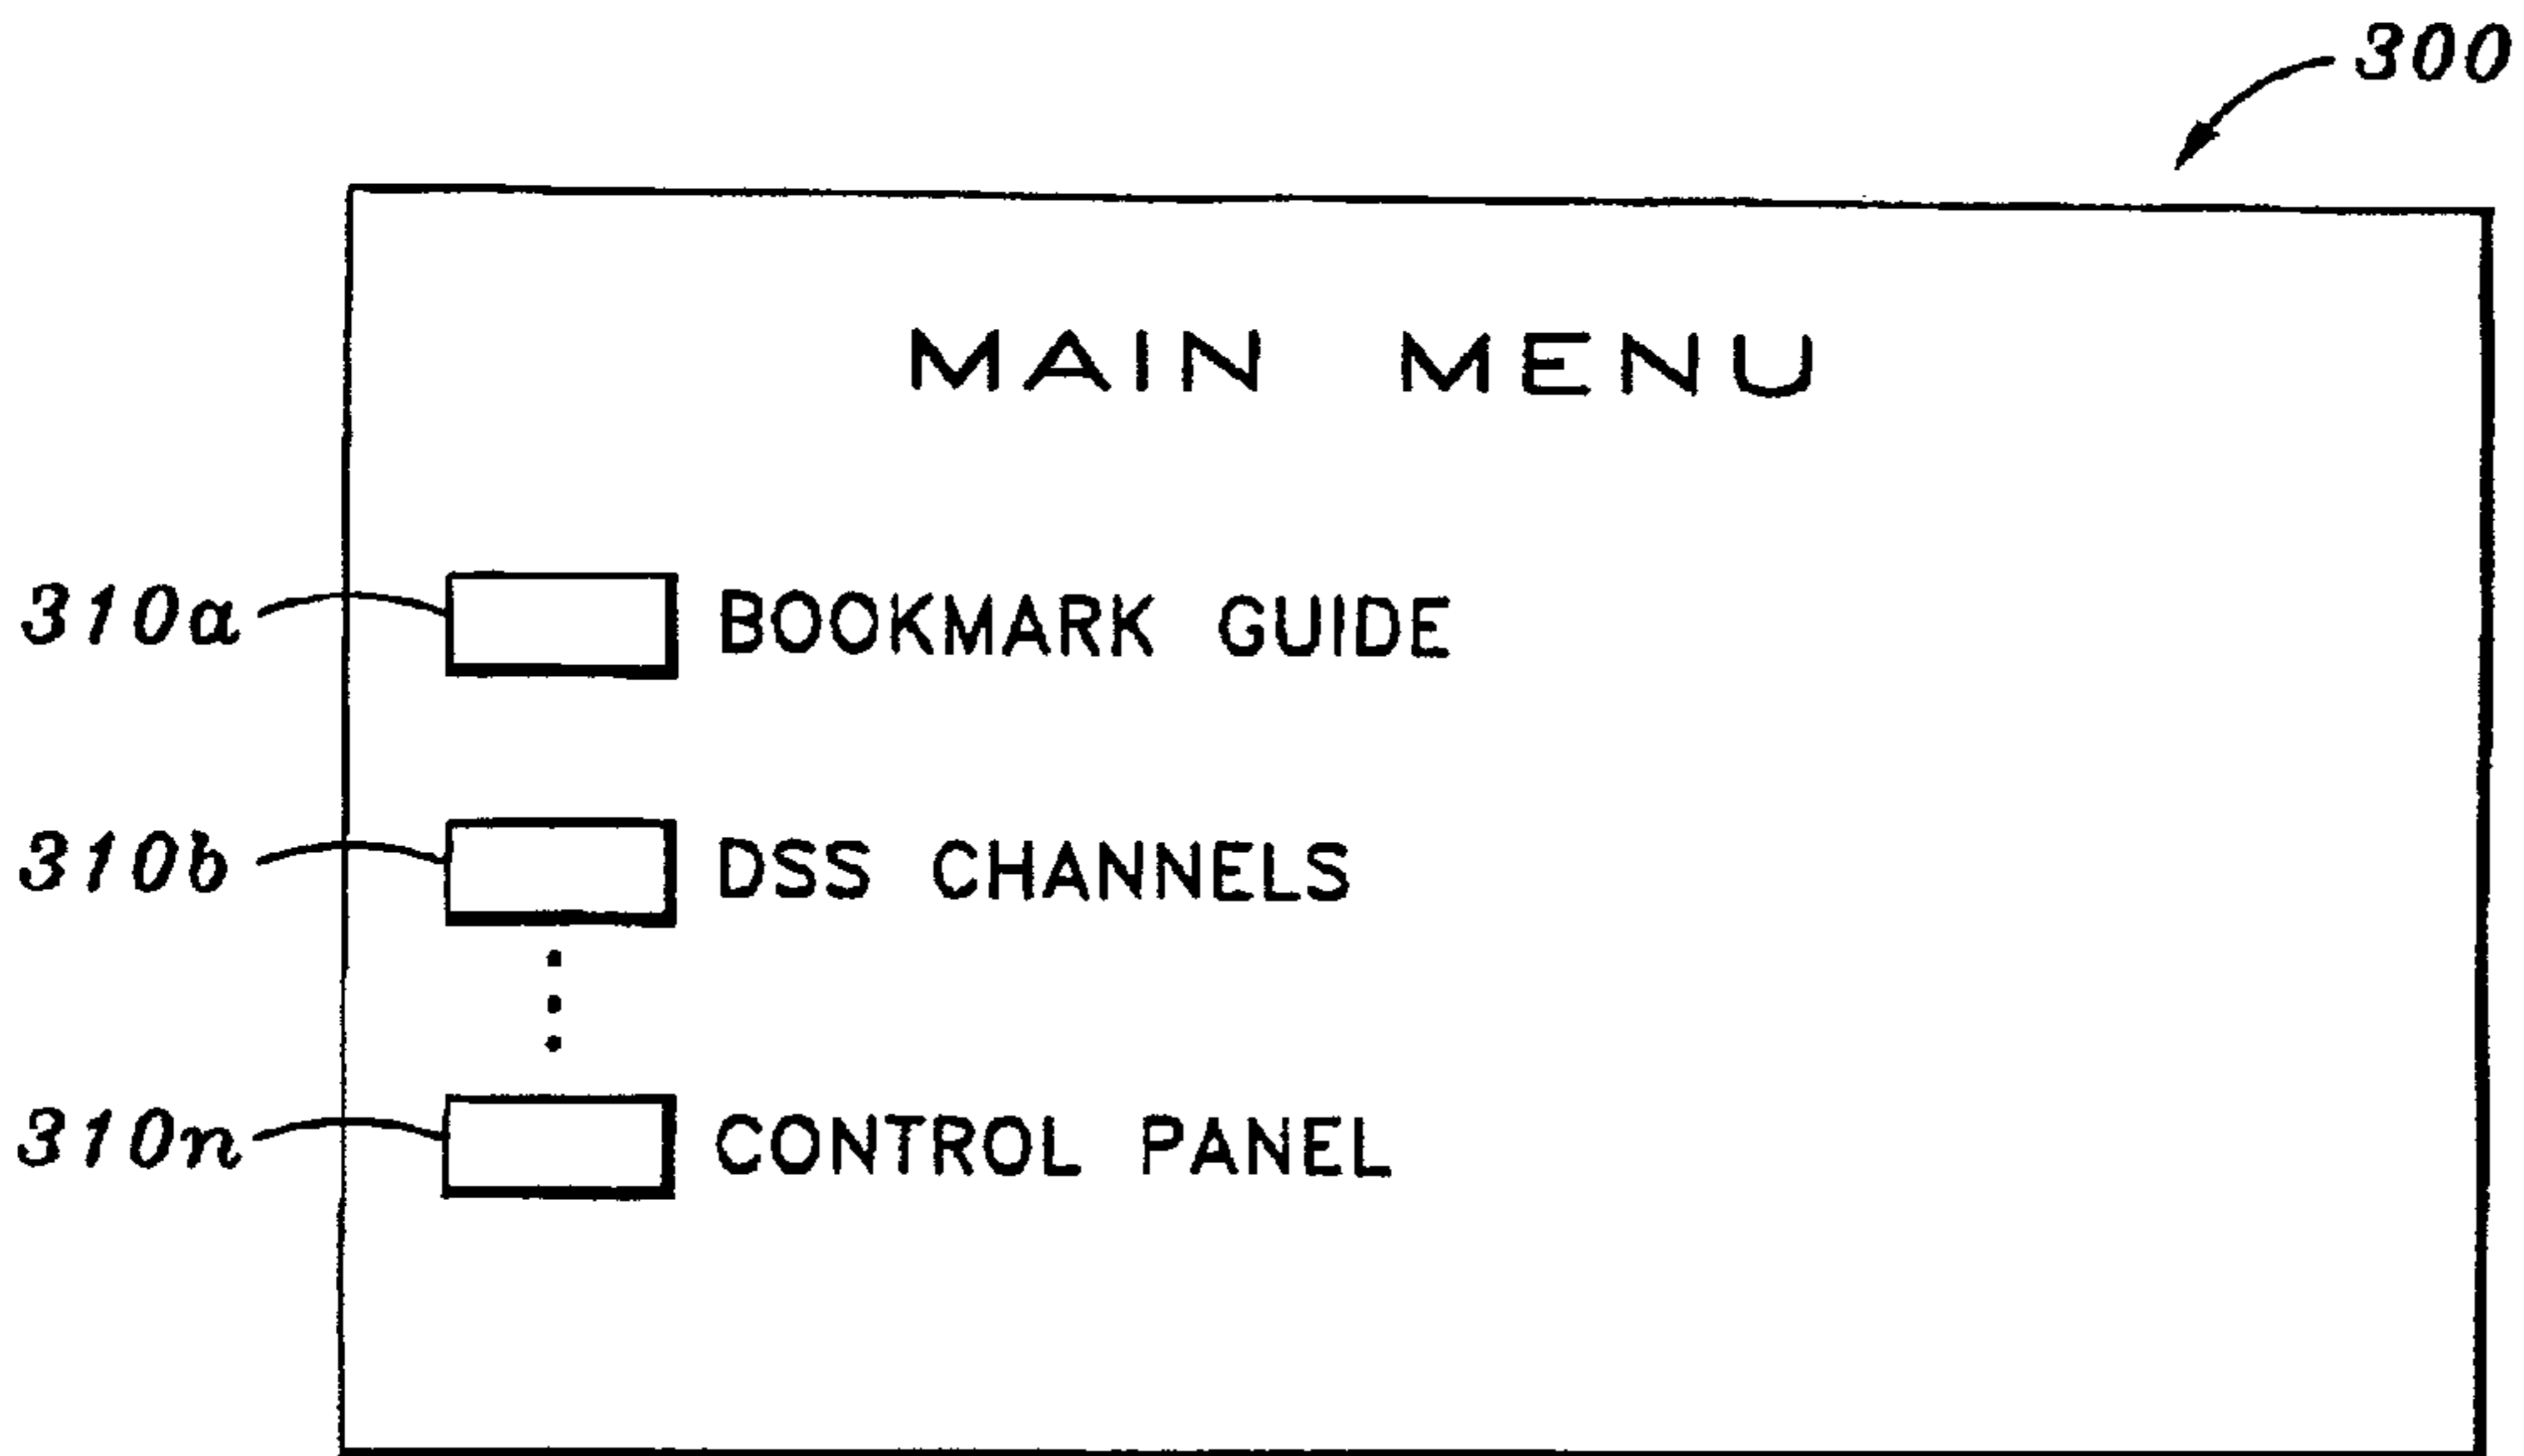 300
MAIN MENU
310a BOOKMARK GUIDE
310b DSS CHANNELS
310n CONTROL PANEL